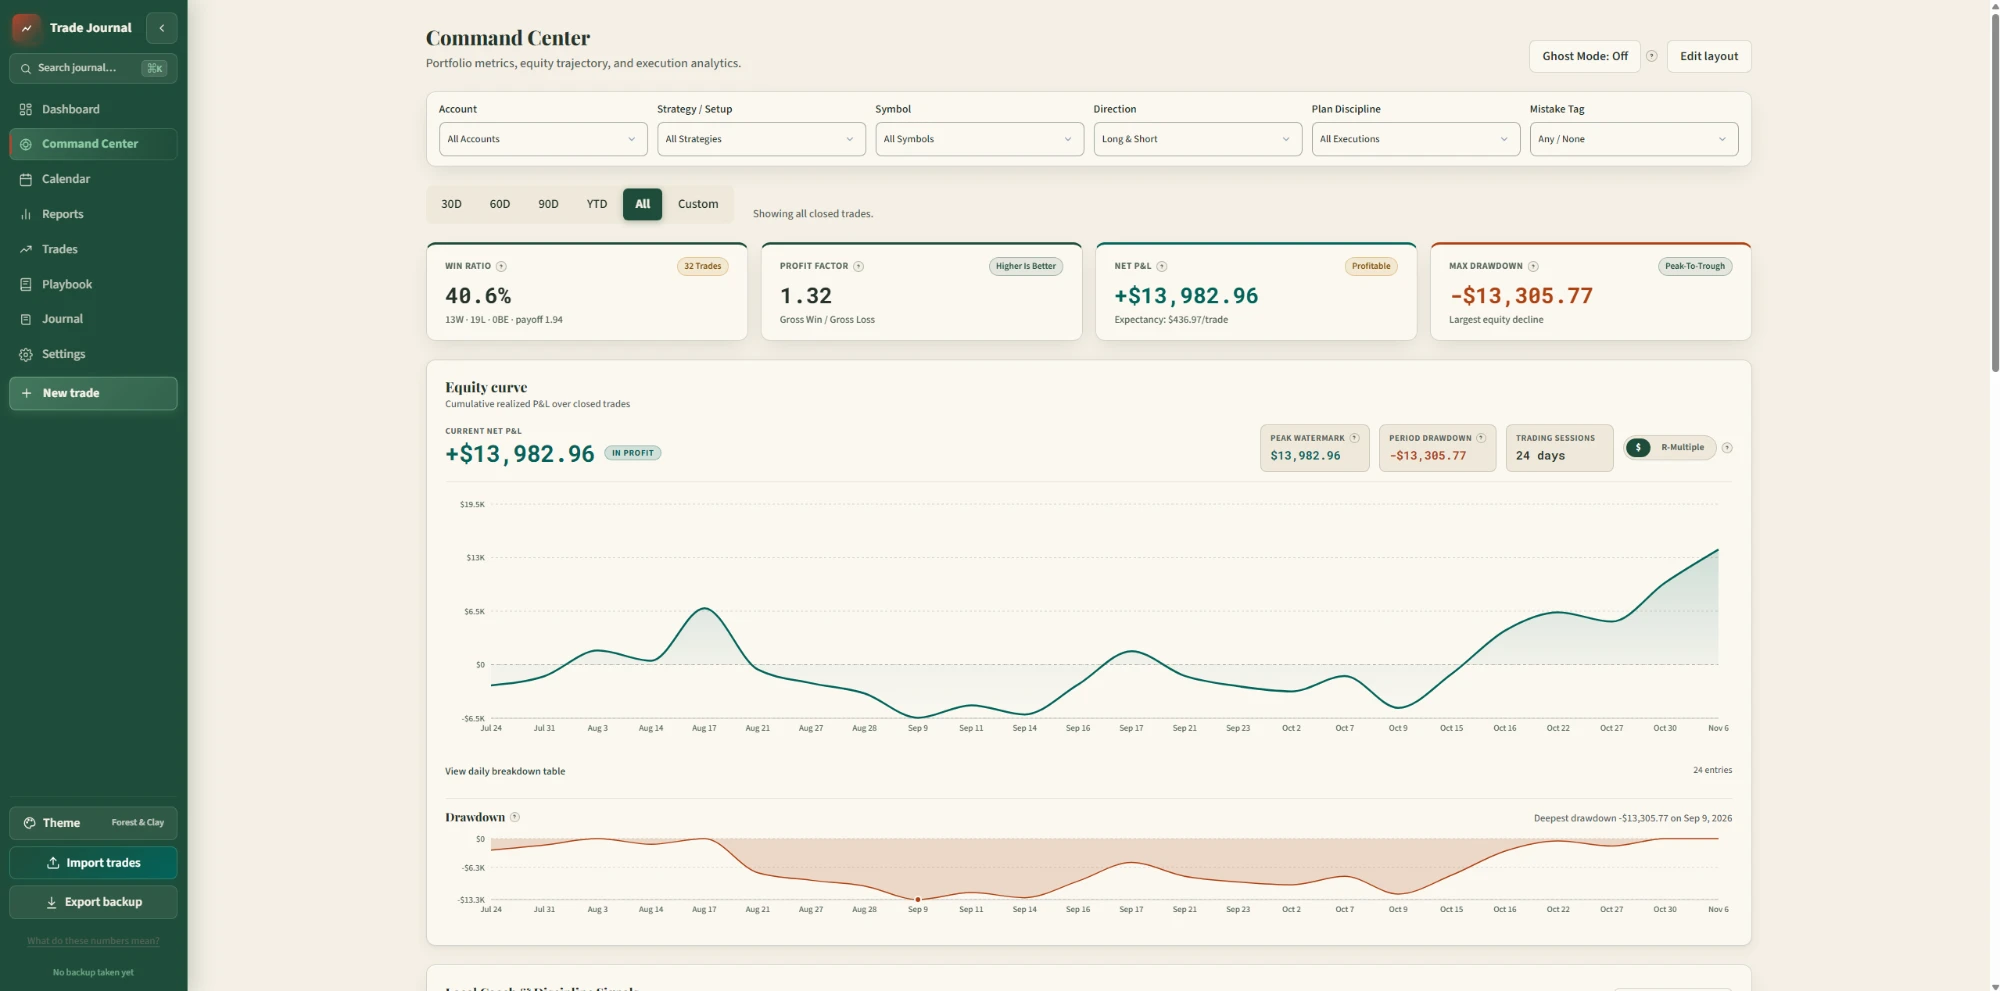 Trade Journal
Search journal...
⌘K
Dashboard
Command Center
Calendar
Reports
Trades
Playbook
Journal
Settings
New trade
Theme
Forest & Clay
Import trades
Export backup
What do these numbers mean?
No backup taken yet
Command Center
Portfolio metrics, equity trajectory, and execution analytics.
Ghost Mode: Off
?
Edit layout
Account
Strategy / Setup
Symbol
Direction
Plan Discipline
Mistake Tag
All Accounts
All Strategies
All Symbols
Long & Short
All Executions
Any / None
30D
60D
90D
YTD
All
Custom
Showing all closed trades.
WIN RATIO ?
32 Trades
40.6%
13W · 19L · 0BE · payoff 1.94
PROFIT FACTOR ?
Higher Is Better
1.32
Gross Win / Gross Loss
NET P&L ?
Profitable
+$13,982.96
Expectancy: $436.97/trade
MAX DRAWDOWN ?
Peak-To-Trough
-$13,305.77
Largest equity decline
Equity curve
Cumulative realized P&L over closed trades
CURRENT NET P&L
+$13,982.96
IN PROFIT
PEAK WATERMARK ?
$13,982.96
PERIOD DRAWDOWN ?
-$13,305.77
TRADING SESSIONS
24 days
$
R-Multiple
?
$19.5K
$13K
$6.5K
$0
-$6.5K
Jul 24
Jul 31
Aug 3
Aug 14
Aug 17
Aug 21
Aug 27
Aug 28
Sep 9
Sep 11
Sep 14
Sep 16
Sep 17
Sep 21
Sep 23
Oct 2
Oct 7
Oct 9
Oct 15
Oct 16
Oct 22
Oct 27
Oct 30
Nov 6
View daily breakdown table
24 entries
Drawdown ?
Deepest drawdown -$13,305.77 on Sep 9, 2026
$0
-$6.3K
-$13.3K
Jul 24
Jul 31
Aug 3
Aug 14
Aug 17
Aug 21
Aug 27
Aug 28
Sep 9
Sep 11
Sep 14
Sep 16
Sep 17
Sep 21
Sep 23
Oct 2
Oct 7
Oct 9
Oct 15
Oct 16
Oct 22
Oct 27
Oct 30
Nov 6